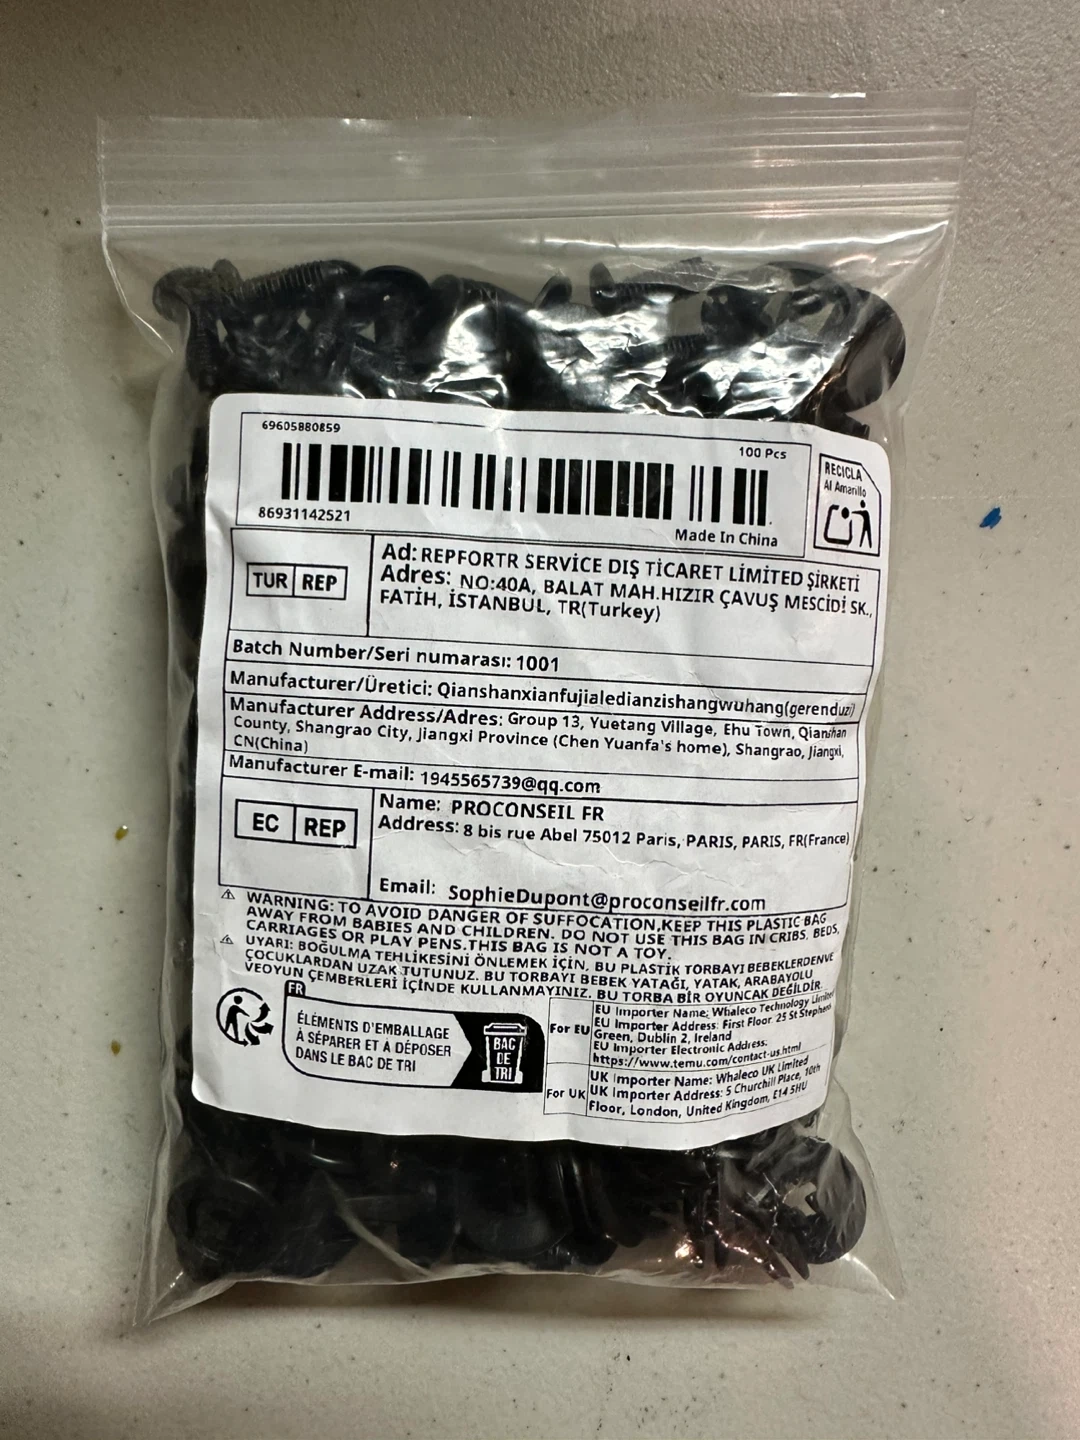 69605880859
100 Pcs
86931142521
Made In China
RECICLA
Al Amarillo
TUR REP
Ad: REPFORTR SERVİCE DIŞ TİCARET LİMİTED ŞİRKETİ
Adres: NO:40A, BALAT MAH.HIZIR ÇAVUŞ MESCİDİ SK.,
FATİH, İSTANBUL, TR(Turkey)
Batch Number/Seri numarası: 1001
Manufacturer/Üretici: Qianshanxianfujialedianzishangwuhang(gerenduzi)
Manufacturer Address/Adres: Group 13, Yuetang Village, Ehu Town, Qianshan
County, Shangrao City, Jiangxi Province (Chen Yuanfa's home), Shangrao, Jiangxi,
CN(China)
Manufacturer E-mail: 1945565739@qq.com
EC REP
Name: PROCONSEIL FR
Address: 8 bis rue Abel 75012 Paris, PARIS, PARIS, FR(France)
Email: SophieDupont@proconseilfr.com
WARNING: TO AVOID DANGER OF SUFFOCATION,KEEP THIS PLASTIC BAG
AWAY FROM BABIES AND CHILDREN. DO NOT USE THIS BAG IN CRIBS, BEDS,
CARRIAGES OR PLAY PENS.THIS BAG IS NOT A TOY.
UYARI: BOĞULMA TEHLİKESİNİ ÖNLEMEK İÇİN, BU PLASTİK TORBAYI BEBEKLERDENVE
ÇOCUKLARDAN UZAK TUTUNUZ. BU TORBAYI BEBEK YATAĞI, YATAK, ARABAYOLU
VEOYUN ÇEMBERLERİ İÇİNDE KULLANMAYINIZ. BU TORBA BİR OYUNCAK DEĞİLDİR.
FR
ÉLÉMENTS D'EMBALLAGE
À SÉPARER ET À DÉPOSER
DANS LE BAC DE TRI
BAC
DE
TRI
For EU
EU Importer Name: Whaleco Technology Limited
EU Importer Address: First Floor 25 St Stephens
Green, Dublin 2, Ireland
EU Importer Electronic Address:
https://www.temu.com/contact-us.html
For UK
UK Importer Name: Whaleco UK Limited
UK Importer Address: 5 Churchill Place, 10th
Floor, London, United Kingdom, E14 5HU